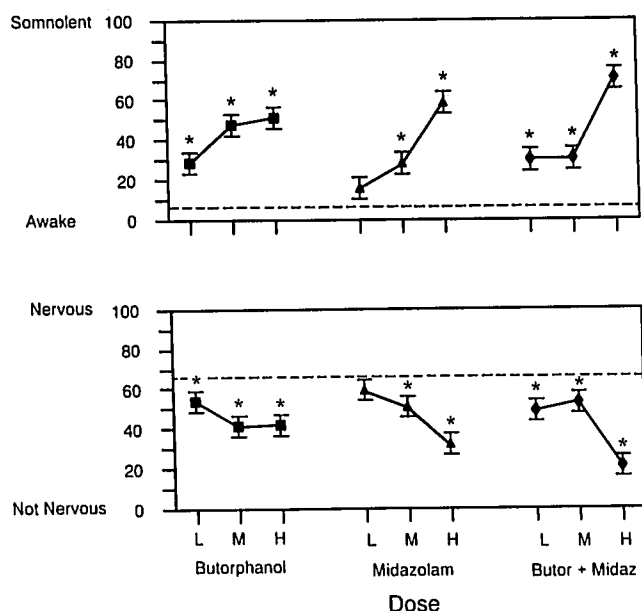 Somnolent 100
80
60
40
20
Awake 0
* * *
* *
* * *
Nervous 100
80
60
40
20
Not Nervous 0
* * *
* *
* * *
L M H L M H L M H
Butorphanol Midazolam Butor + Midaz
Dose